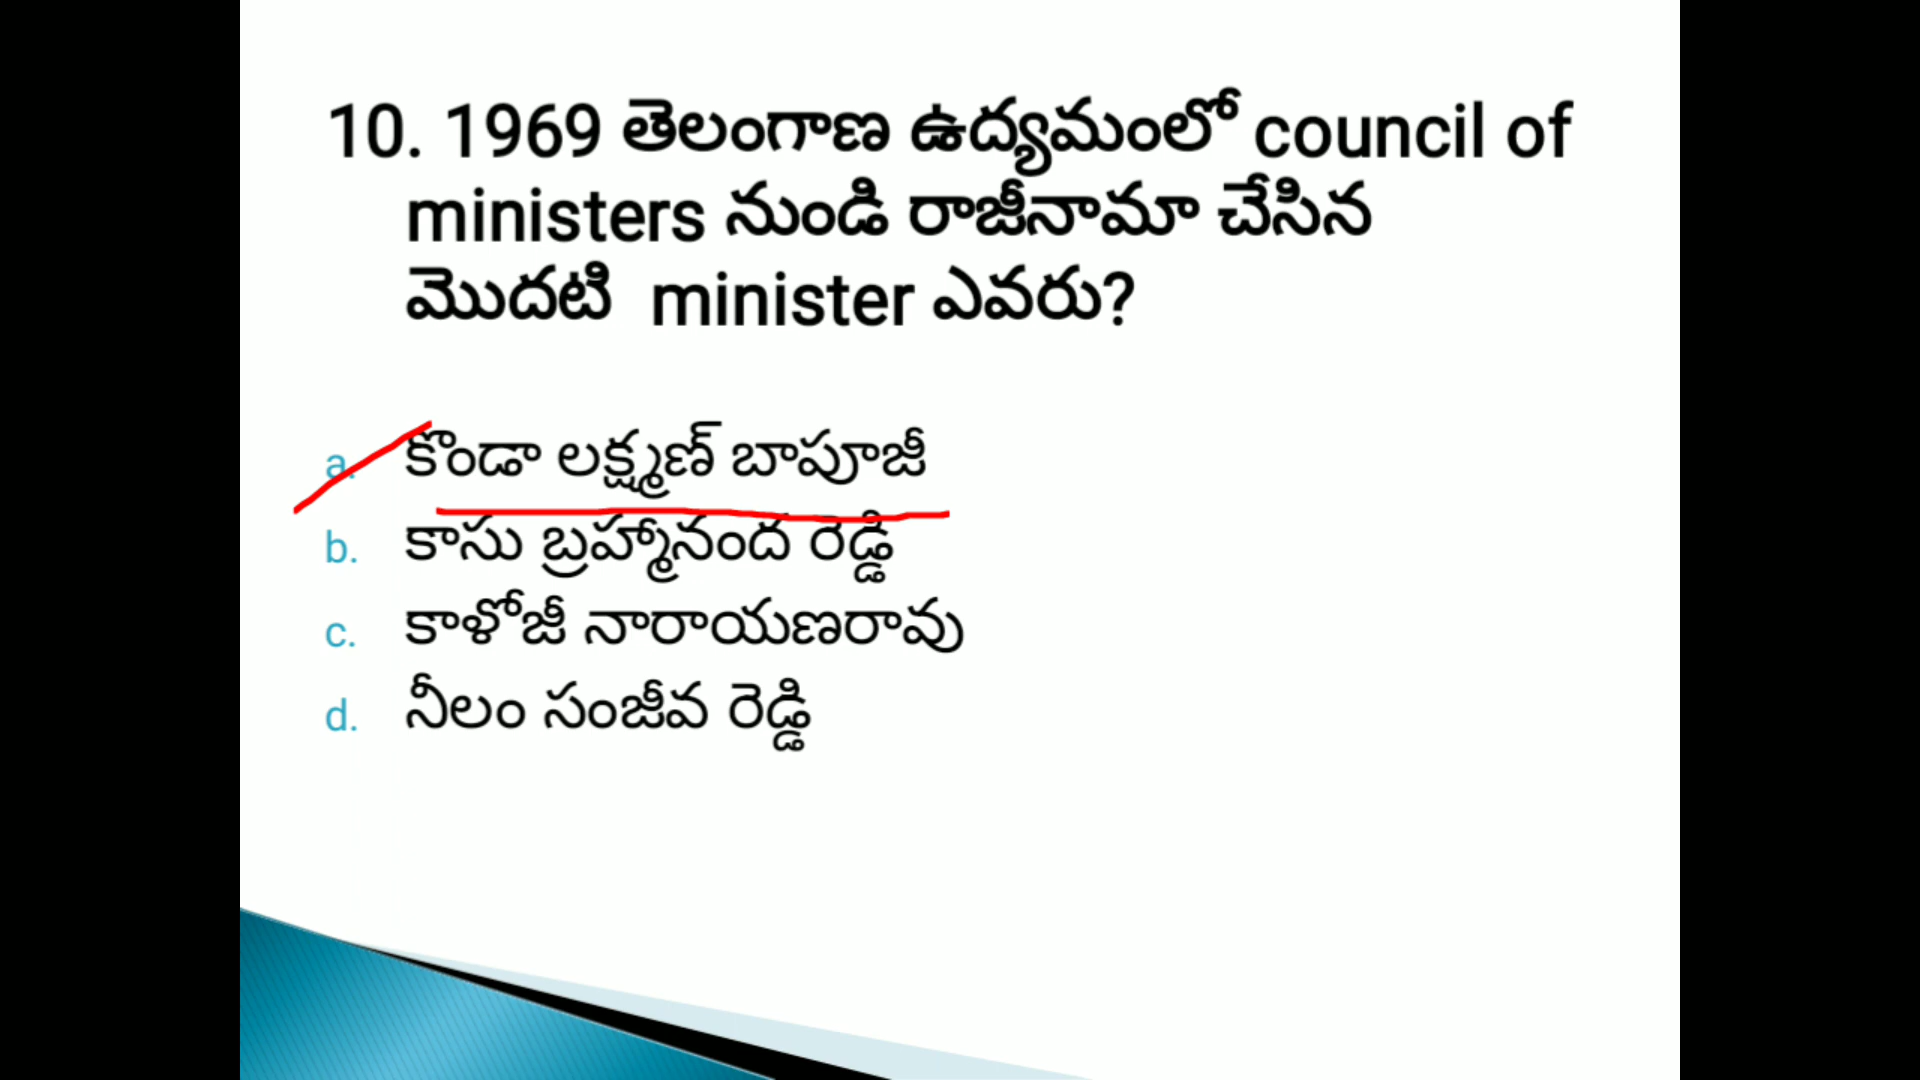 10. 1969 తెలంగాణ ఉద్యమంలో council of
ministers నుండి రాజీనామా చేసిన
మొదటి minister ఎవరు?
a. కొండా లక్ష్మణ్ బాపూజీ
b. కాసు బ్రహ్మానంద రెడ్డి
c. కాళోజీ నారాయణరావు
d. నీలం సంజీవ రెడ్డి